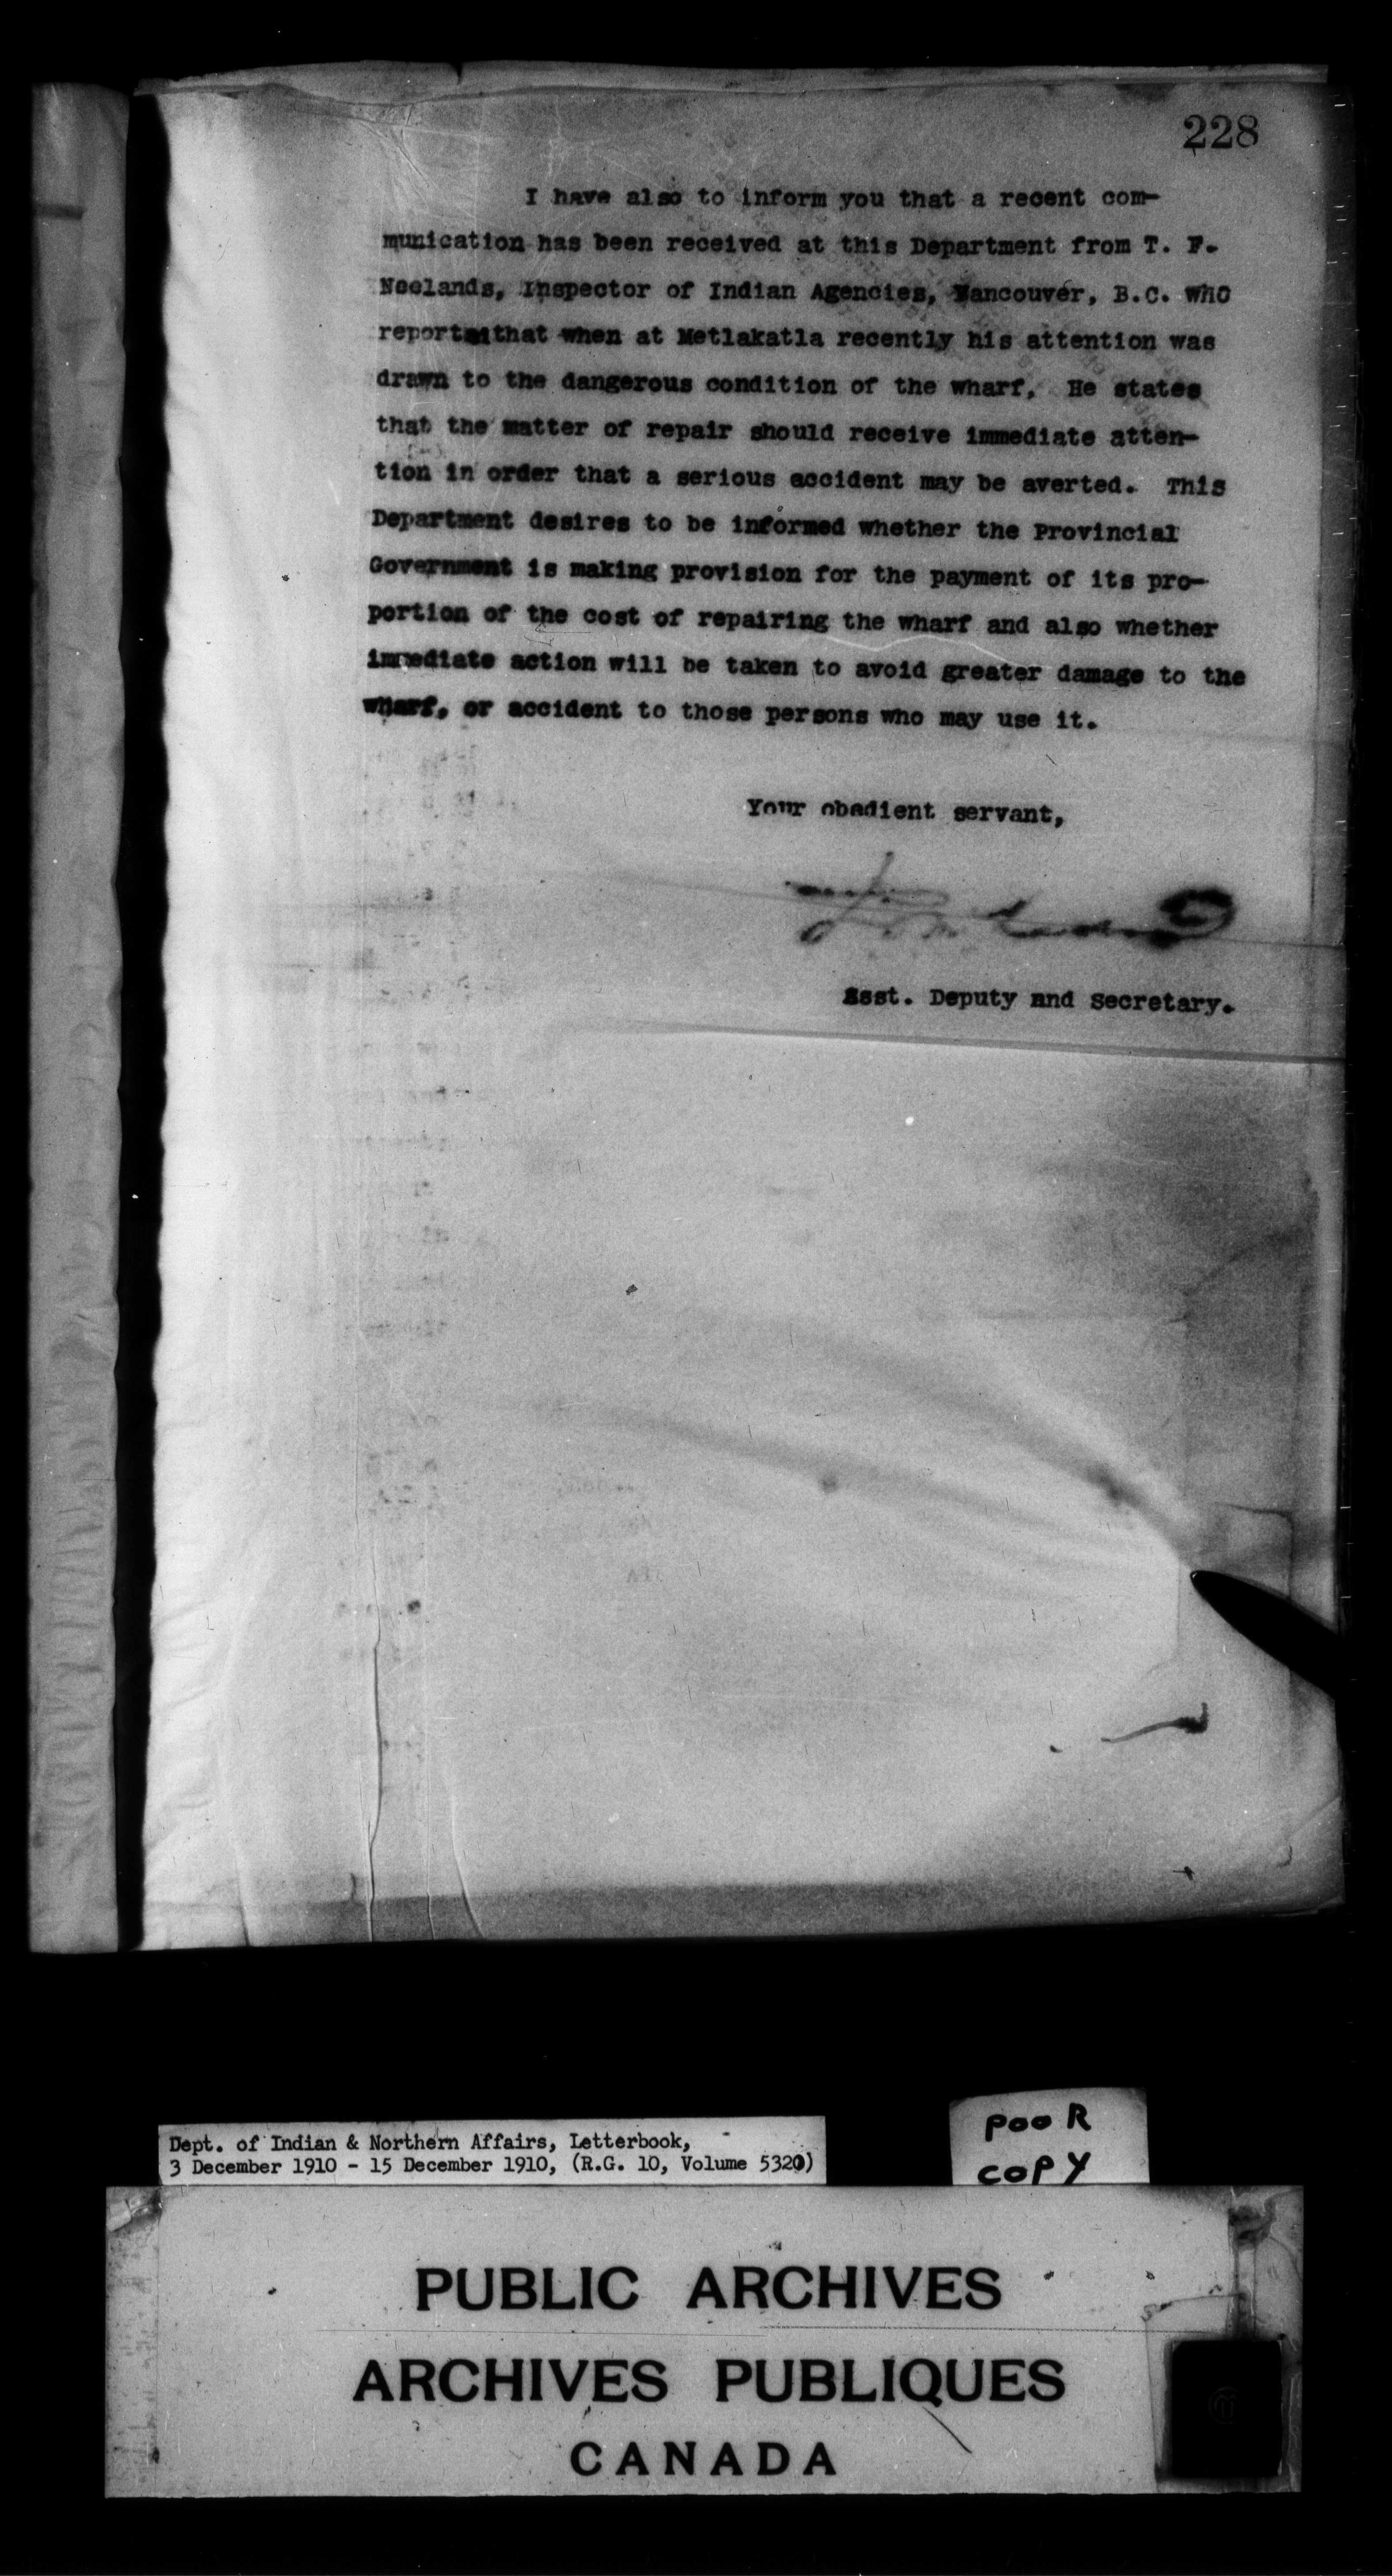 228
I have also to inform you that a recent com-
munication has been received at this Department from T. F.
Neelands, Inspector of Indian Agencies, Vancouver, B.C. who
reports that when at Metlakatla recently his attention was
drawn to the dangerous condition of the wharf. He states
that the matter of repair should receive immediate atten-
tion in order that a serious accident may be averted. This
Department desires to be informed whether the Provincial
Government is making provision for the payment of its pro-
portion of the cost of repairing the wharf and also whether
immediate action will be taken to avoid greater damage to the
wharf, or accident to those persons who may use it.
Your obedient servant,
Asst. Deputy and Secretary.
Dept. of Indian & Northern Affairs, Letterbook,
3 December 1910 - 15 December 1910, (R.G. 10, Volume 5320)
POOR
COPY
PUBLIC ARCHIVES
ARCHIVES PUBLIQUES
CANADA